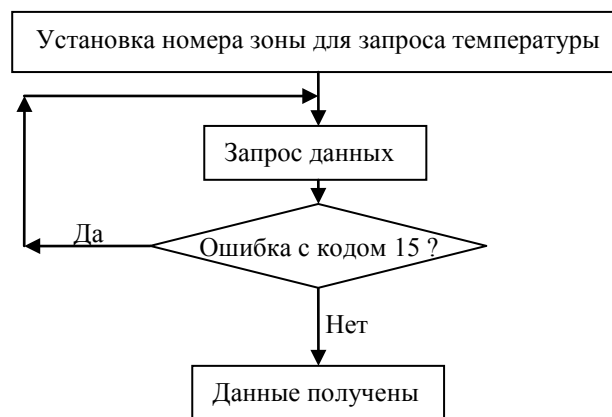 Установка номера зоны для запроса температуры
Запрос данных
Ошибка с кодом 15 ?
Да
Нет
Данные получены